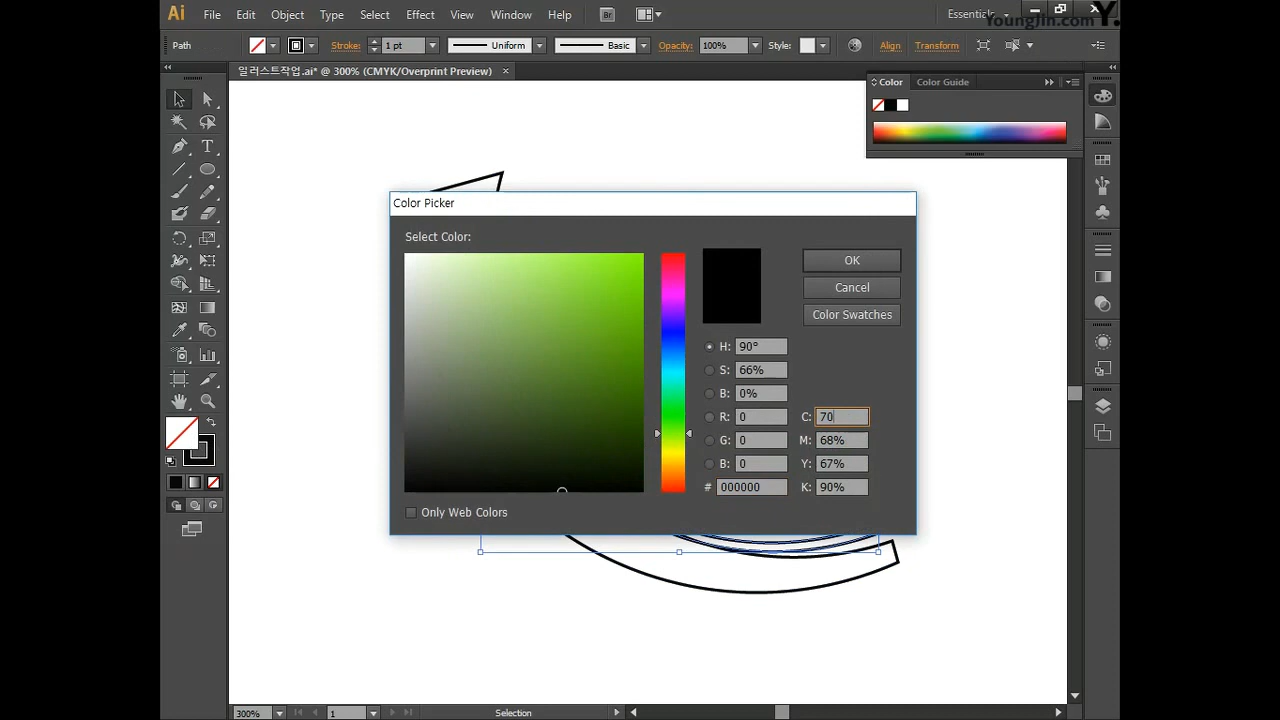 Ai File Edit Object Type Select Effect View Window Help Br Essentials
YoungJin.com Y.
Path Stroke: 1 pt Uniform Basic Opacity: 100% Style: Align Transform
일러스트작업.ai* @ 300% (CMYK/Overprint Preview) ×
Color Color Guide
Color Picker
Select Color:
OK
Cancel
Color Swatches
H: 90°
S: 66%
B: 0%
R: 0 C: 70
G: 0 M: 68%
B: 0 Y: 67%
# 000000 K: 90%
Only Web Colors
300% 1 Selection